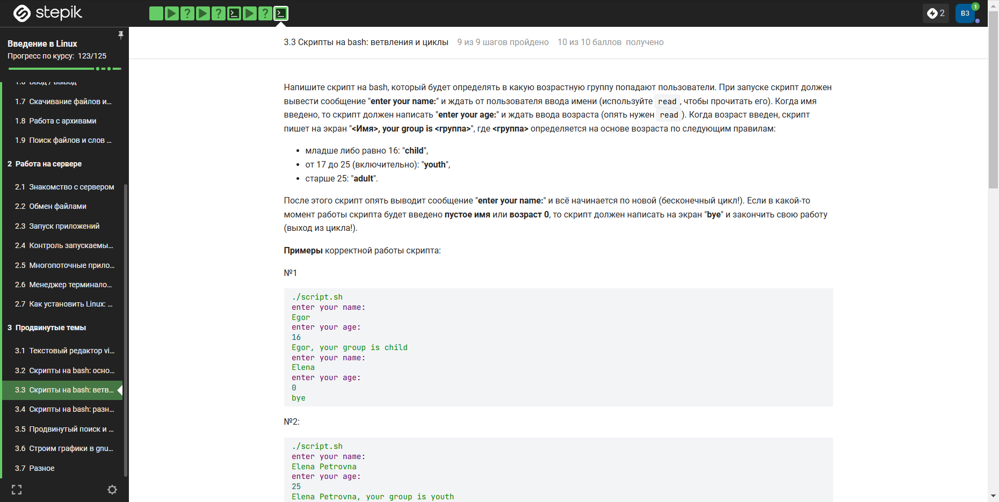 stepik
2
ВЗ
1
Введение в Linux
Прогресс по курсу: 123/125
1.6 Ввод / вывод
1.7 Скачивание файлов и...
1.8 Работа с архивами
1.9 Поиск файлов и слов ...
2 Работа на сервере
2.1 Знакомство с сервером
2.2 Обмен файлами
2.3 Запуск приложений
2.4 Контроль запускаемы...
2.5 Многопоточные прило...
2.6 Менеджер терминало...
2.7 Как установить Linux: ...
3 Продвинутые темы
3.1 Текстовый редактор vi...
3.2 Скрипты на bash: осно...
3.3 Скрипты на bash: ветв...
3.4 Скрипты на bash: разн...
3.5 Продвинутый поиск и ...
3.6 Строим графики в gnu...
3.7 Разное
3.3 Скрипты на bash: ветвления и циклы 9 из 9 шагов пройдено 10 из 10 баллов получено
Напишите скрипт на bash, который будет определять в какую возрастную группу попадают пользователи. При запуске скрипт должен
вывести сообщение "enter your name:" и ждать от пользователя ввода имени (используйте read, чтобы прочитать его). Когда имя
введено, то скрипт должен написать "enter your age:" и ждать ввода возраста (опять нужен read). Когда возраст введен, скрипт
пишет на экран "<Имя>, your group is <группа>", где <группа> определяется на основе возраста по следующим правилам:
• младше либо равно 16: "child",
• от 17 до 25 (включительно): "youth",
• старше 25: "adult".
После этого скрипт опять выводит сообщение "enter your name:" и всё начинается по новой (бесконечный цикл!). Если в какой-то
момент работы скрипта будет введено пустое имя или возраст 0, то скрипт должен написать на экран "bye" и закончить свою работу
(выход из цикла!).
Примеры корректной работы скрипта:
№1
./script.sh
enter your name:
Egor
enter your age:
16
Egor, your group is child
enter your name:
Elena
enter your age:
0
bye
№2:
./script.sh
enter your name:
Elena Petrovna
enter your age:
25
Elena Petrovna, your group is youth